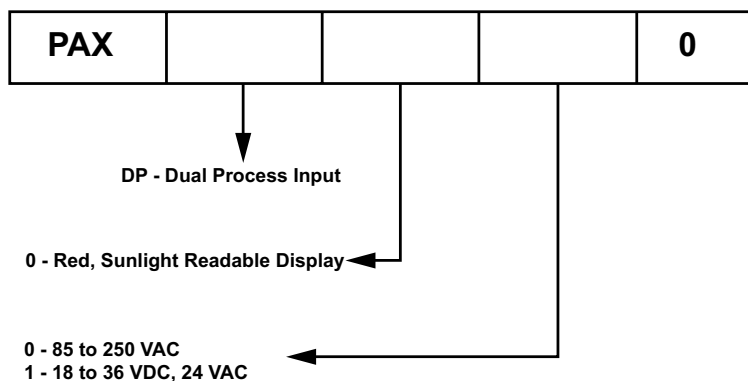 PAX 0
DP - Dual Process Input
0 - Red, Sunlight Readable Display
0 - 85 to 250 VAC
1 - 18 to 36 VDC, 24 VAC